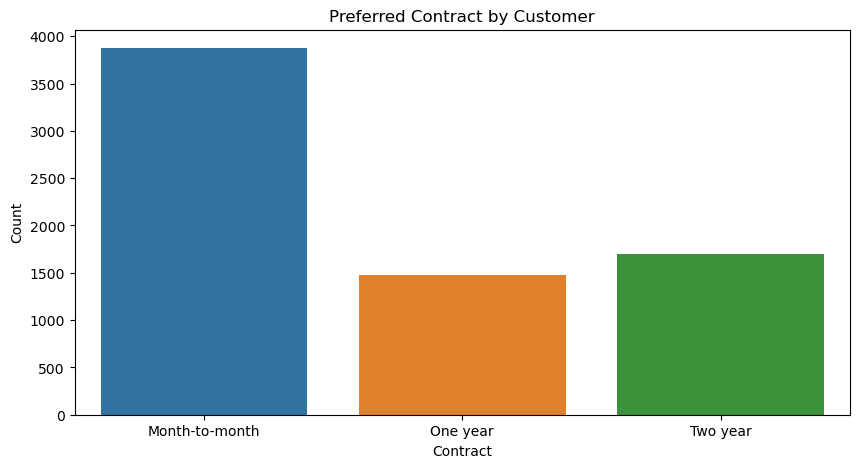 Preferred Contract by Customer
4000
3500
3000
2500
2000
1500
1000
500
0
Count
Month-to-month
One year
Two year
Contract